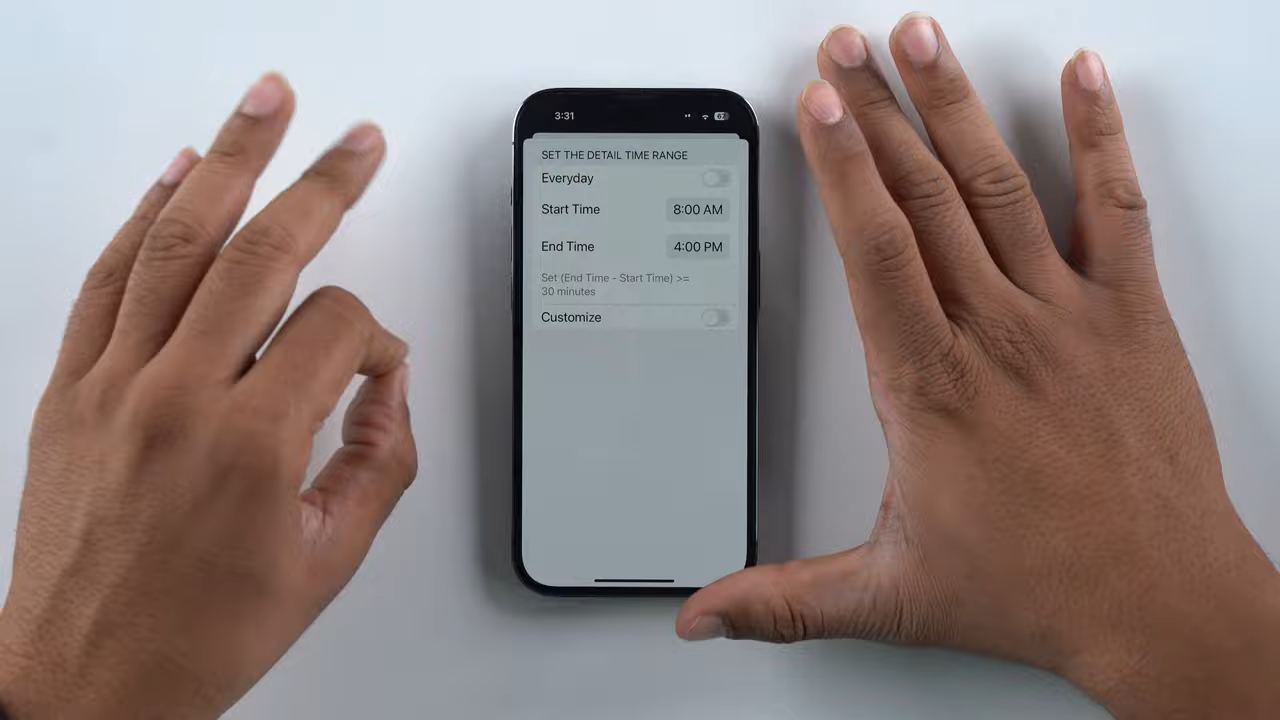 3:31
67
SET THE DETAIL TIME RANGE
Everyday
Start Time 8:00 AM
End Time 4:00 PM
Set (End Time - Start Time) >=
30 minutes
Customize